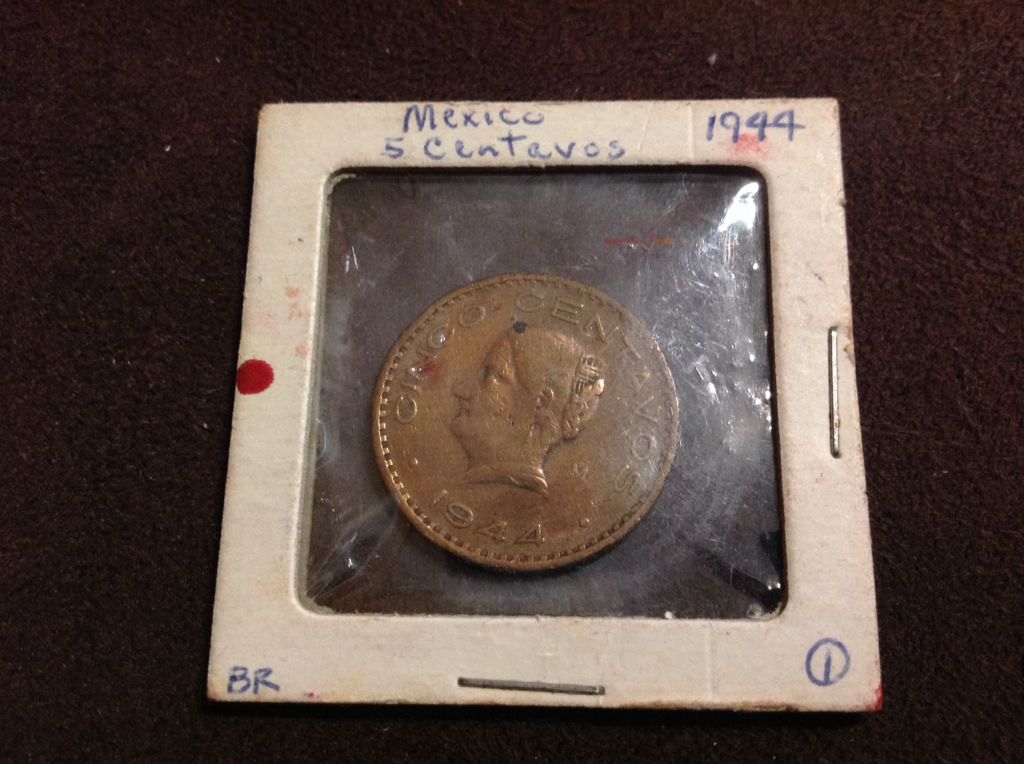 Mexico 1944
5 Centavos
CINCO CENTAVOS
1944
BR
1